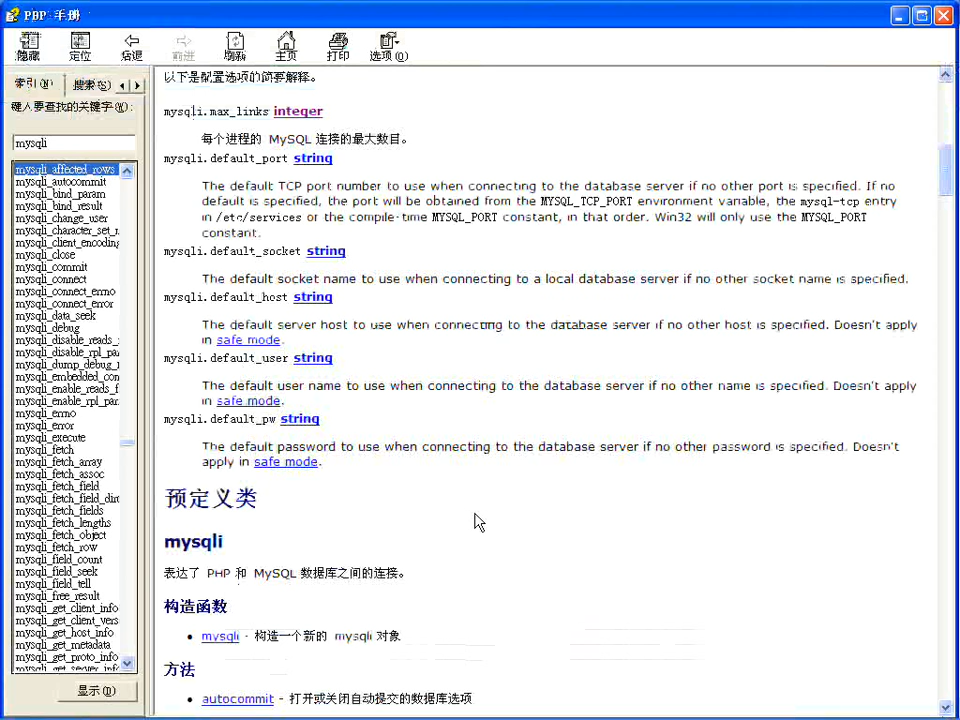 PHP 手册
隐藏 定位 后退 前进 刷新 主页 打印 选项(O)
索引(N) 搜索(S)
键入要查找的关键字(W):
mysqli
mysqli_affected_rows
mysqli_autocommit
mysqli_bind_param
mysqli_bind_result
mysqli_change_user
mysqli_character_set_n
mysqli_client_encoding
mysqli_close
mysqli_commit
mysqli_connect
mysqli_connect_errno
mysqli_connect_error
mysqli_data_seek
mysqli_debug
mysqli_disable_reads_
mysqli_disable_rpl_pa
mysqli_dump_debug_
mysqli_embedded_con
mysqli_enable_reads_f
mysqli_enable_rpl_par
mysqli_errno
mysqli_error
mysqli_execute
mysqli_fetch
mysqli_fetch_array
mysqli_fetch_assoc
mysqli_fetch_field
mysqli_fetch_field_dire
mysqli_fetch_fields
mysqli_fetch_lengths
mysqli_fetch_object
mysqli_fetch_row
mysqli_field_count
mysqli_field_seek
mysqli_field_tell
mysqli_free_result
mysqli_get_client_info
mysqli_get_client_vers
mysqli_get_host_info
mysqli_get_metadata
mysqli_get_proto_info
mysqli_get_server_info
显示(D)
以下是配置选项的简要解释。
mysqli.max_links integer
每个进程的 MySQL 连接的最大数目。
mysqli.default_port string
The default TCP port number to use when connecting to the database server if no other port is specified. If no
default is specified, the port will be obtained from the MYSQL_TCP_PORT environment variable, the mysql-tcp entry
in /etc/services or the compile-time MYSQL_PORT constant, in that order. Win32 will only use the MYSQL_PORT
constant.
mysqli.default_socket string
The default socket name to use when connecting to a local database server if no other socket name is specified.
mysqli.default_host string
The default server host to use when connecting to the database server if no other host is specified. Doesn't apply
in safe mode.
mysqli.default_user string
The default user name to use when connecting to the database server if no other name is specified. Doesn't apply
in safe mode.
mysqli.default_pw string
The default password to use when connecting to the database server if no other password is specified. Doesn't
apply in safe mode.
预定义类
mysqli
表达了 PHP 和 MySQL 数据库之间的连接。
构造函数
• mysqli - 构造一个新的 mysqli 对象
方法
• autocommit - 打开或关闭自动提交的数据库选项